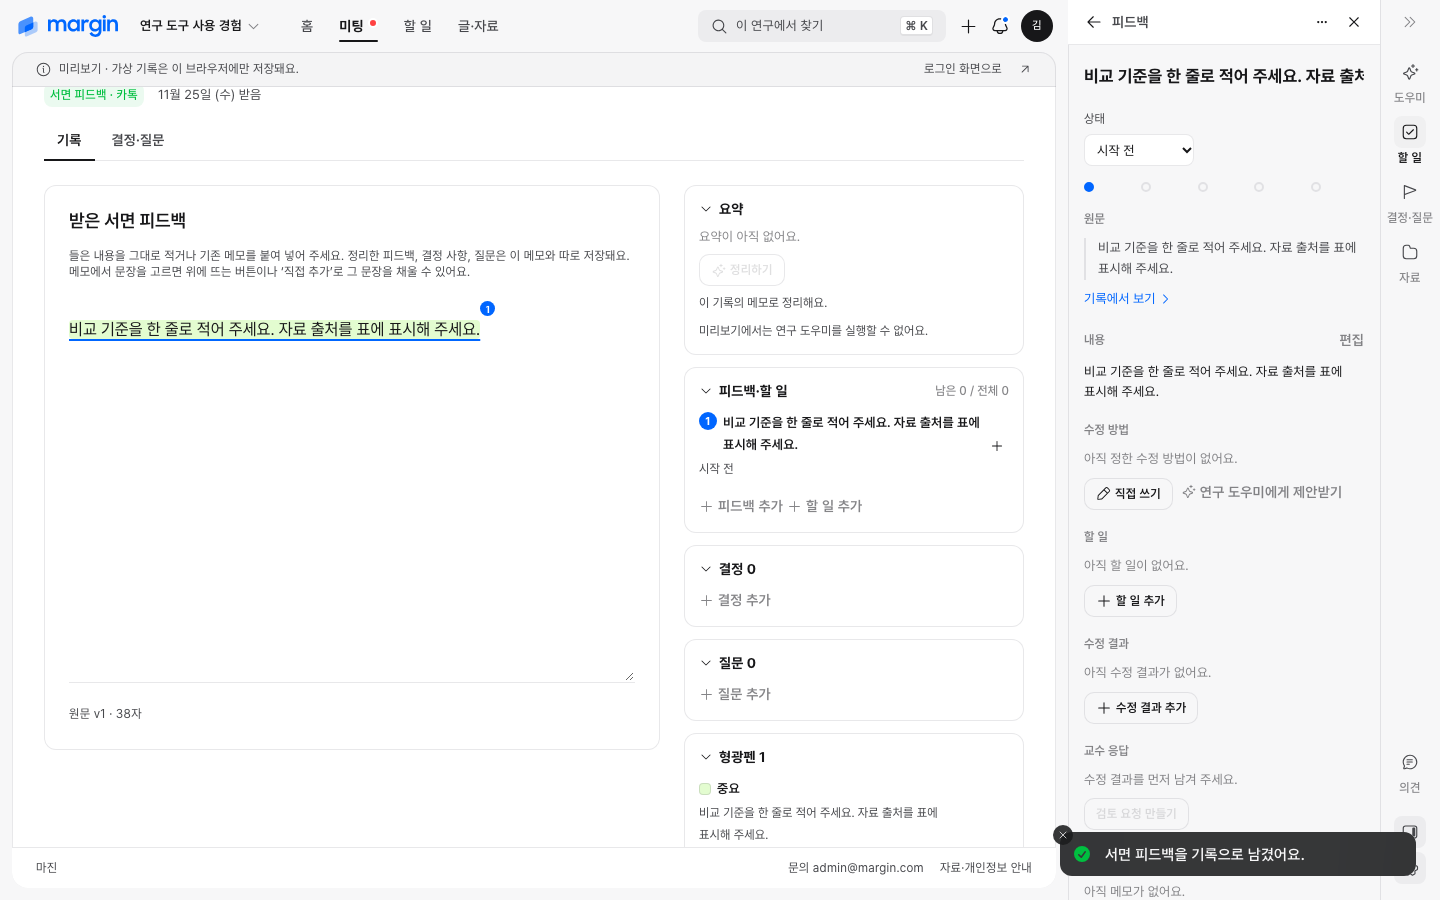 margin
연구 도구 사용 경험
홈
미팅
할 일
글·자료
이 연구에서 찾기
⌘ K
김
미리보기 · 가상 기록은 이 브라우저에만 저장돼요.
로그인 화면으로
서면 피드백 · 카톡
11월 25일 (수) 받음
기록
결정·질문
받은 서면 피드백
들은 내용을 그대로 적거나 기존 메모를 붙여 넣어 주세요. 정리한 피드백, 결정 사항, 질문은 이 메모와 따로 저장돼요.
메모에서 문장을 고르면 위에 뜨는 버튼이나 '직접 추가'로 그 문장을 채울 수 있어요.
1
비교 기준을 한 줄로 적어 주세요. 자료 출처를 표에 표시해 주세요.
원문 v1 · 38자
요약
요약이 아직 없어요.
정리하기
이 기록의 메모로 정리해요.
미리보기에서는 연구 도우미를 실행할 수 없어요.
피드백·할 일
남은 0 / 전체 0
1
비교 기준을 한 줄로 적어 주세요. 자료 출처를 표에
표시해 주세요.
시작 전
피드백 추가
할 일 추가
결정 0
결정 추가
질문 0
질문 추가
형광펜 1
중요
비교 기준을 한 줄로 적어 주세요. 자료 출처를 표에
표시해 주세요.
마진
문의 admin@margin.com
자료·개인정보 안내
피드백
비교 기준을 한 줄로 적어 주세요. 자료 출처
상태
시작 전
원문
비교 기준을 한 줄로 적어 주세요. 자료 출처를 표에
표시해 주세요.
기록에서 보기
내용
편집
비교 기준을 한 줄로 적어 주세요. 자료 출처를 표에
표시해 주세요.
수정 방법
아직 정한 수정 방법이 없어요.
직접 쓰기
연구 도우미에게 제안받기
할 일
아직 할 일이 없어요.
할 일 추가
수정 결과
아직 수정 결과가 없어요.
수정 결과 추가
교수 응답
수정 결과를 먼저 남겨 주세요.
검토 요청 만들기
서면 피드백을 기록으로 남겼어요.
아직 메모가 없어요.
도우미
할 일
결정·질문
자료
의견